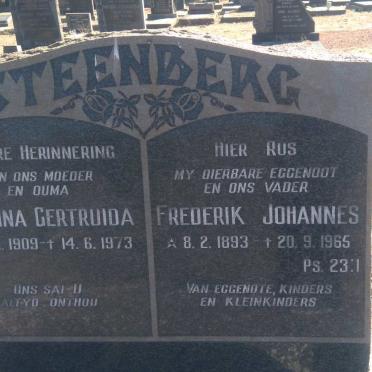 STEENBERG
RE HERINNERING
N ONS MOEDER
EN OUMA
NA GERTRUIDA
1909 - † 14.6.1973
ONS SAL U
ALTYD ONTHOU
HIER RUS
MY DIERBARE EGGENOOT
EN ONS VADER
FREDERIK JOHANNES
* 8.2.1893 - † 20.9.1965
PS. 23:1
VAN EGGENOTE, KINDERS
EN KLEINKINDERS